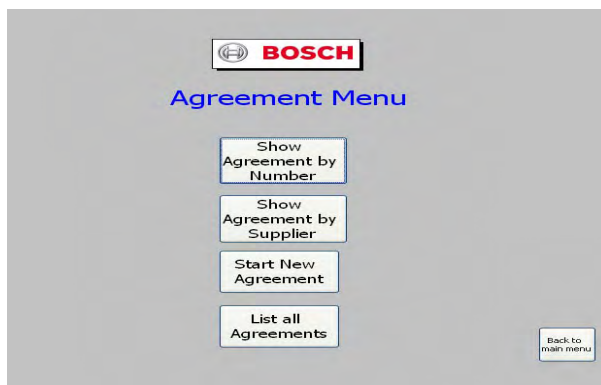 BOSCH
Agreement Menu
Show
Agreement by
Number
Show
Agreement by
Supplier
Start New
Agreement
List all
Agreements
Back to
main menu